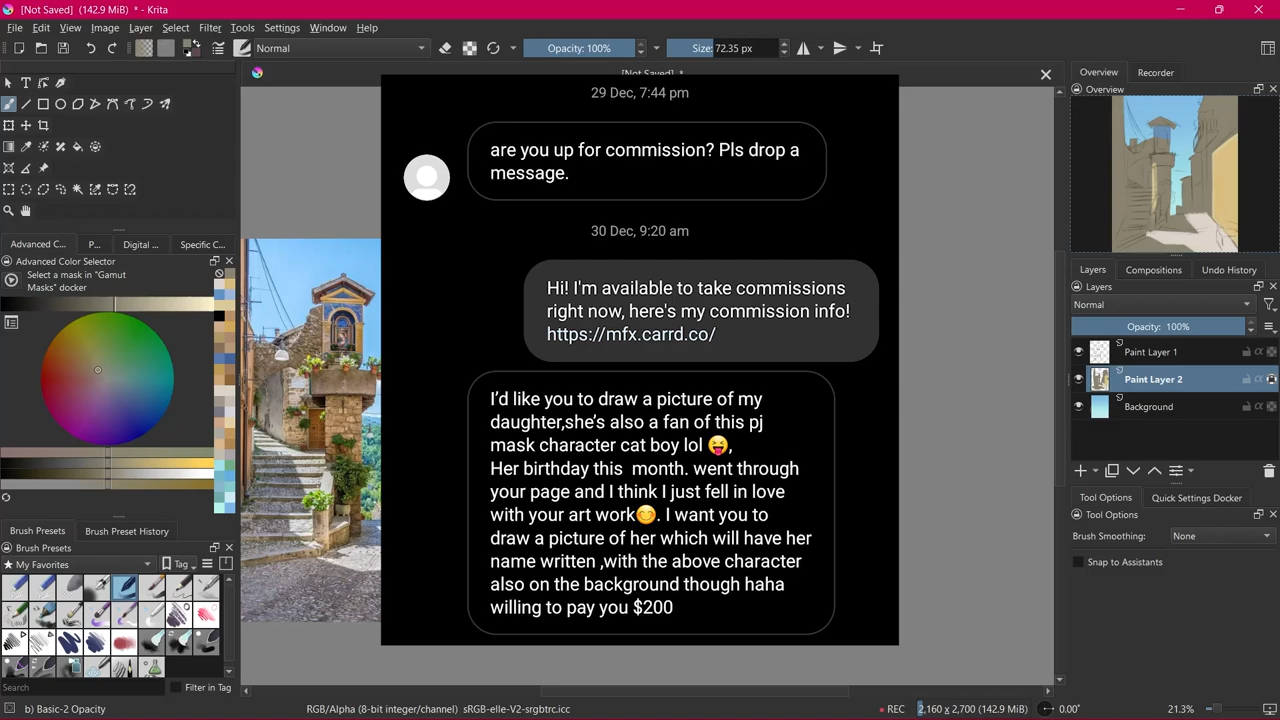 [Not Saved] (142.9 MiB) * - Krita
File Edit View Image Layer Select Filter Tools Settings Window Help
Normal
Opacity: 100%
Size: 72.35 px
[Not Saved] *
29 Dec, 7:44 pm
are you up for commission? Pls drop a
message.
30 Dec, 9:20 am
Hi! I'm available to take commissions
right now, here's my commission info!
https://mfx.carrd.co/
I'd like you to draw a picture of my
daughter,she's also a fan of this pj
mask character cat boy lol 😝,
Her birthday this month. went through
your page and I think I just fell in love
with your art work😊. I want you to
draw a picture of her which will have her
name written ,with the above character
also on the background though haha
willing to pay you $200
Advanced C... P... Digital ... Specific C...
Advanced Color Selector
Select a mask in "Gamut
Masks" docker
Brush Presets Brush Preset History
Brush Presets
★ My Favorites
Tag
Search
Filter in Tag
Overview Recorder
Overview
Layers Compositions Undo History
Layers
Normal
Opacity: 100%
Paint Layer 1
Paint Layer 2
Background
Tool Options Quick Settings Docker
Tool Options
Brush Smoothing: None
Snap to Assistants
b) Basic-2 Opacity
RGB/Alpha (8-bit integer/channel) sRGB-elle-V2-srgbtrc.icc
REC
2,160 x 2,700 (142.9 MiB)
0.00°
21.3%